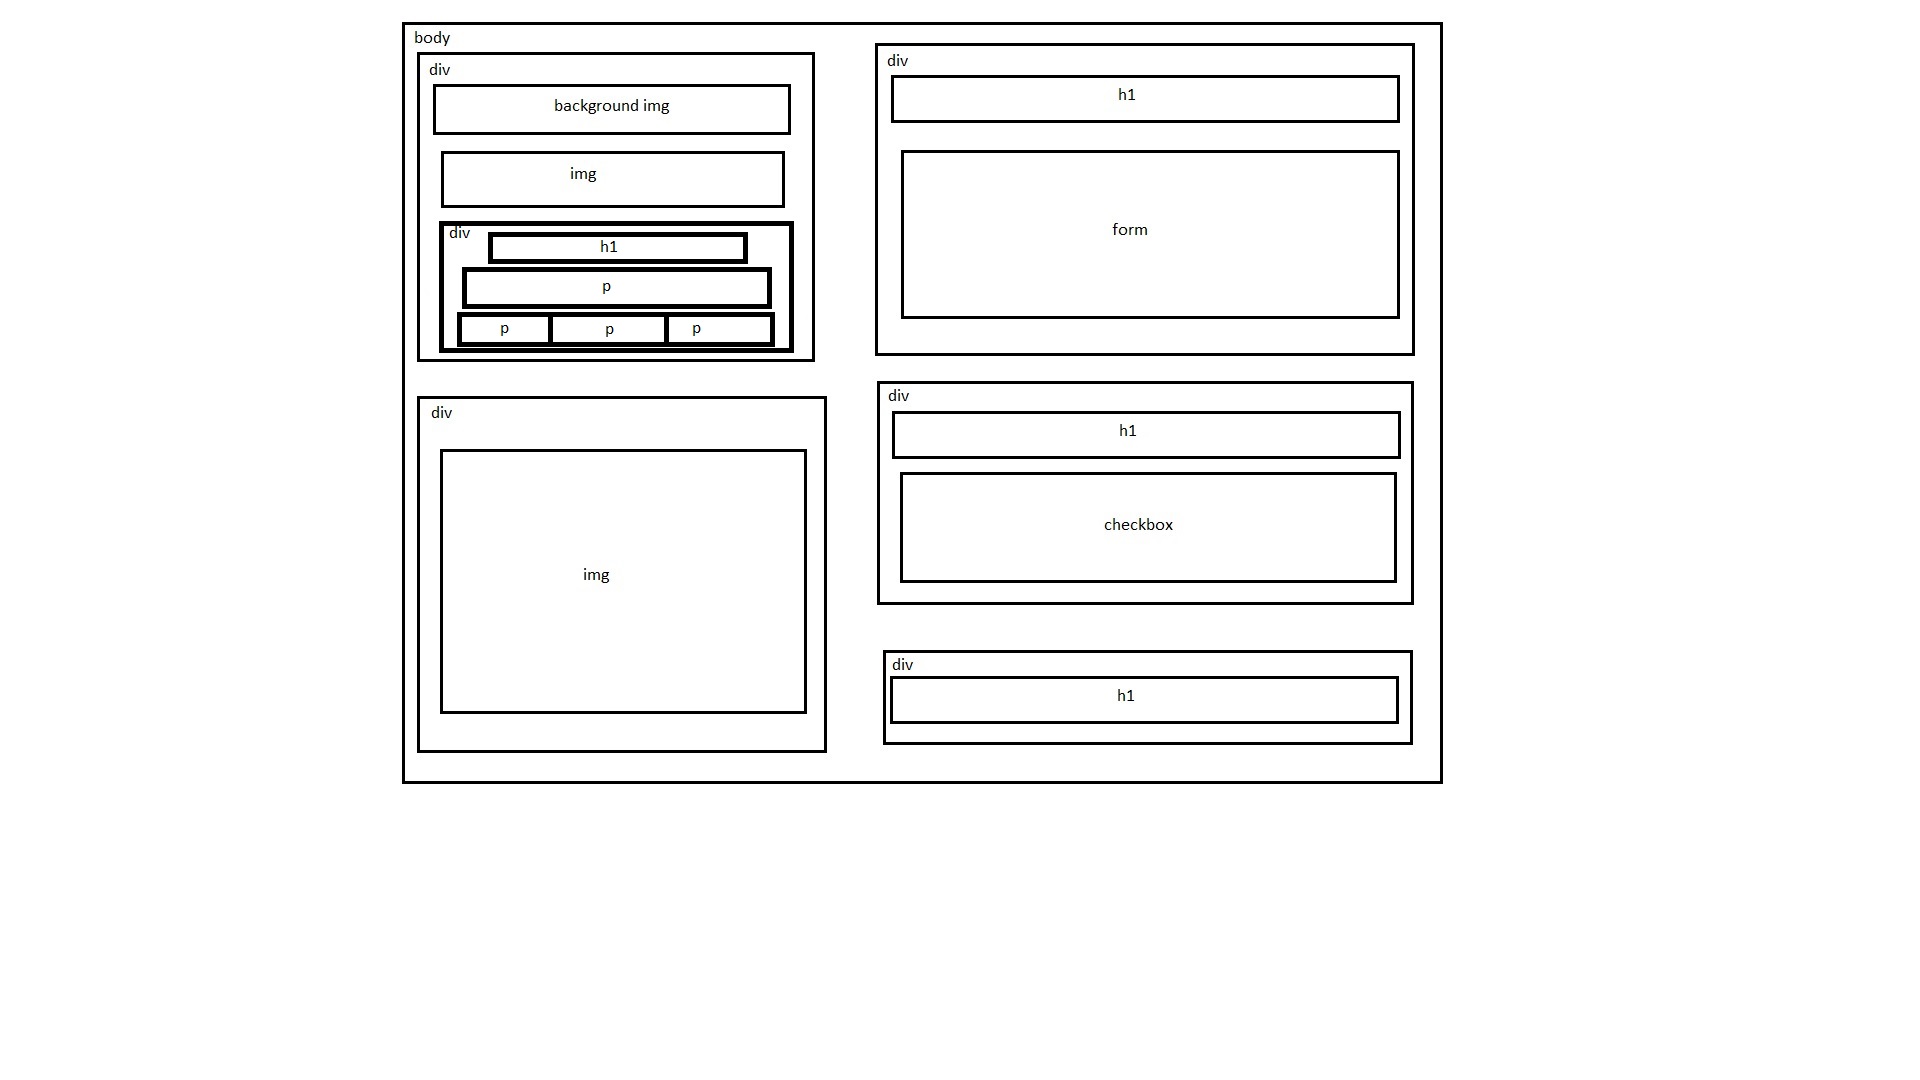 body
div
background img
img
div
h1
p
p p p
div
img
div
h1
form
div
h1
checkbox
div
h1